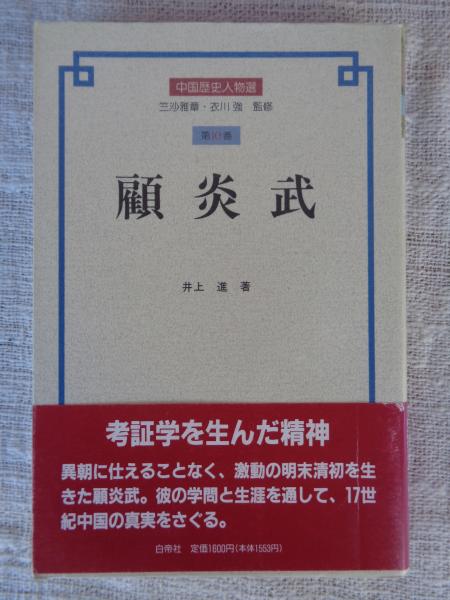 中国歴史人物選
竺沙雅章・衣川 強 監修
第10巻
顧炎武
井上 進 著
考証学を生んだ精神
異朝に仕えることなく、激動の明末清初を生
きた顧炎武。彼の学問と生涯を通して、17世
紀中国の真実をさぐる。
白帝社 定価1600円(本体1553円)